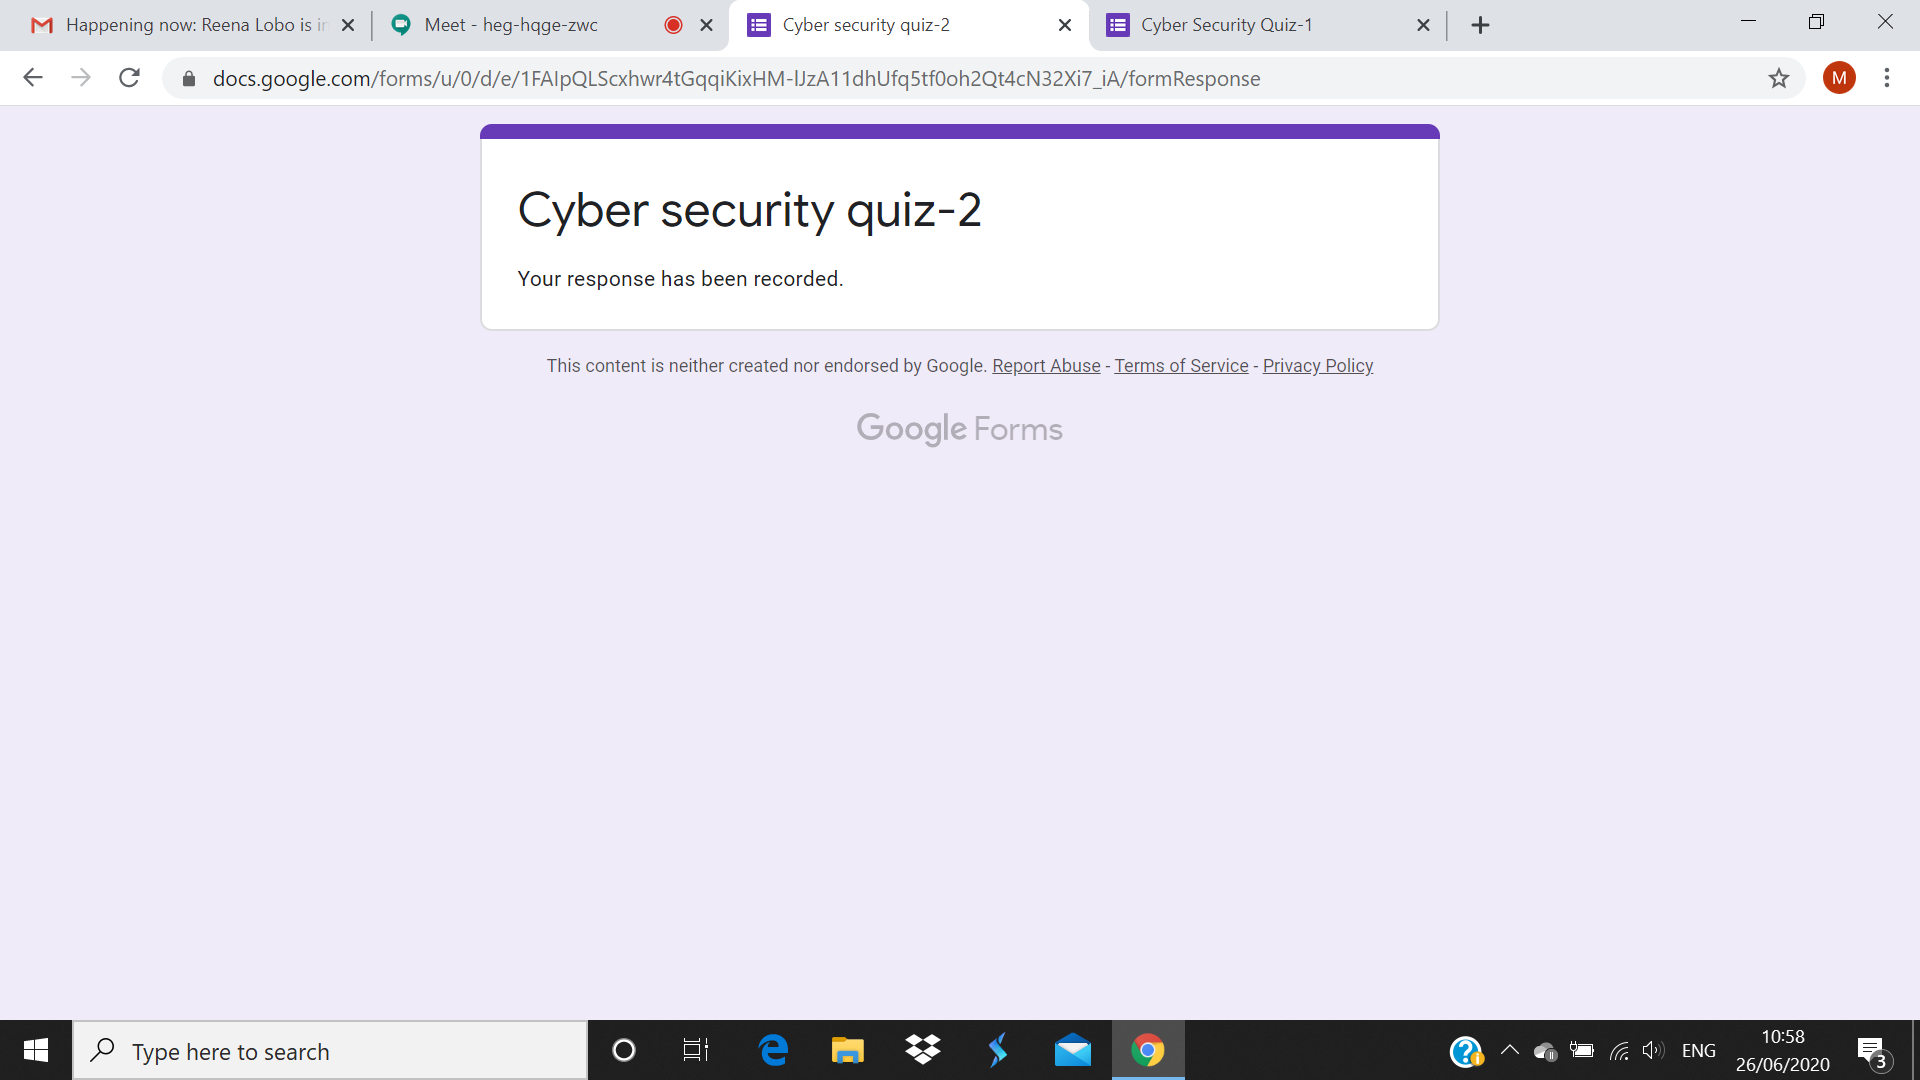 Happening now: Reena Lobo is in
Meet - heg-hqge-zwc
Cyber security quiz-2
Cyber Security Quiz-1
docs.google.com/forms/u/0/d/e/1FAIpQLScxhwr4tGqqiKixHM-lJzA11dhUfq5tf0oh2Qt4cN32Xi7_iA/formResponse
M
Cyber security quiz-2
Your response has been recorded.
This content is neither created nor endorsed by Google. Report Abuse - Terms of Service - Privacy Policy
Google Forms
Type here to search
ENG
10:58
26/06/2020
3